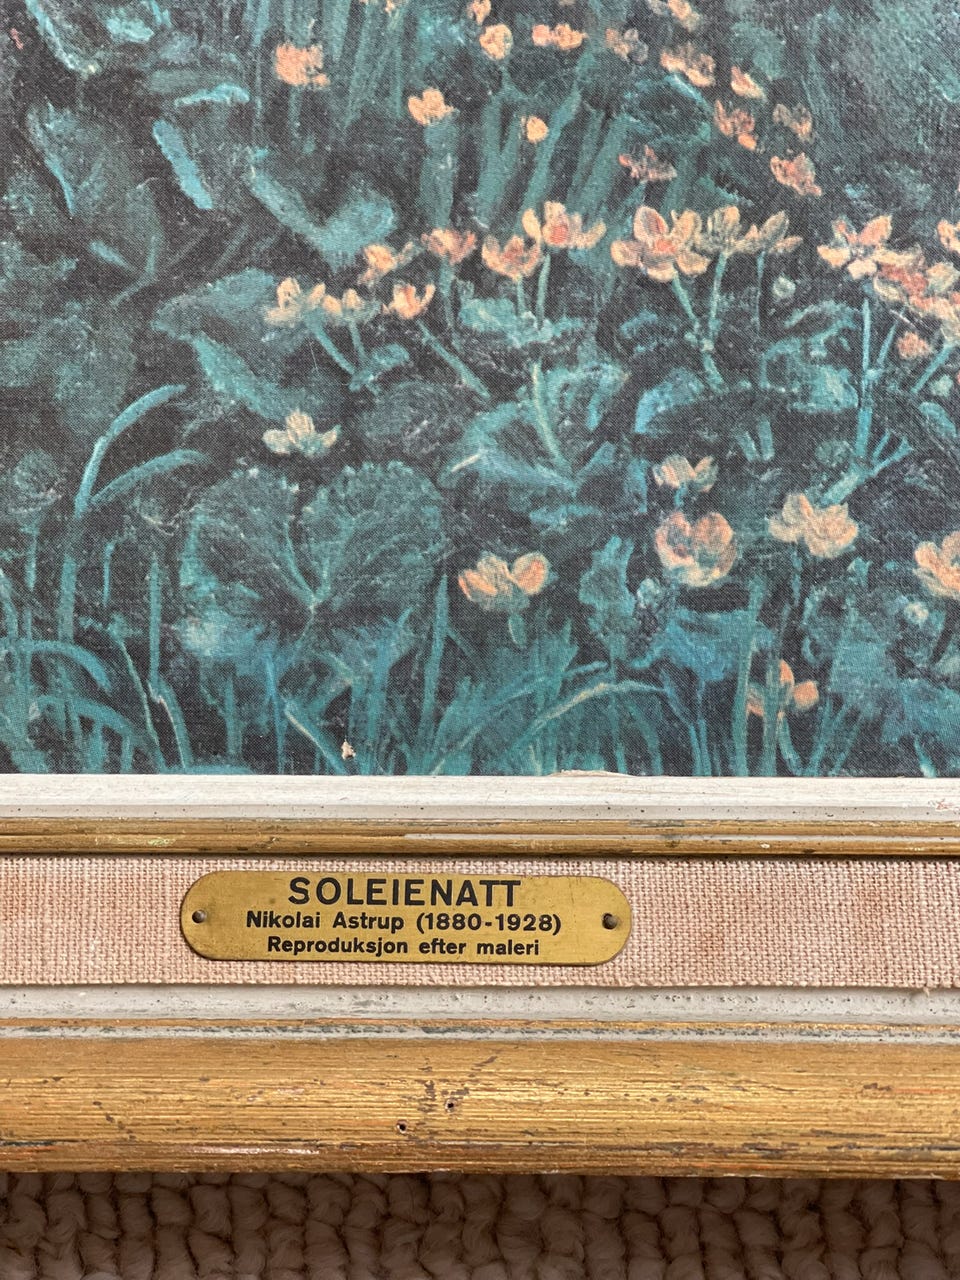 SOLEIENATT
Nikolai Astrup (1880-1928)
Reproduksjon efter maleri